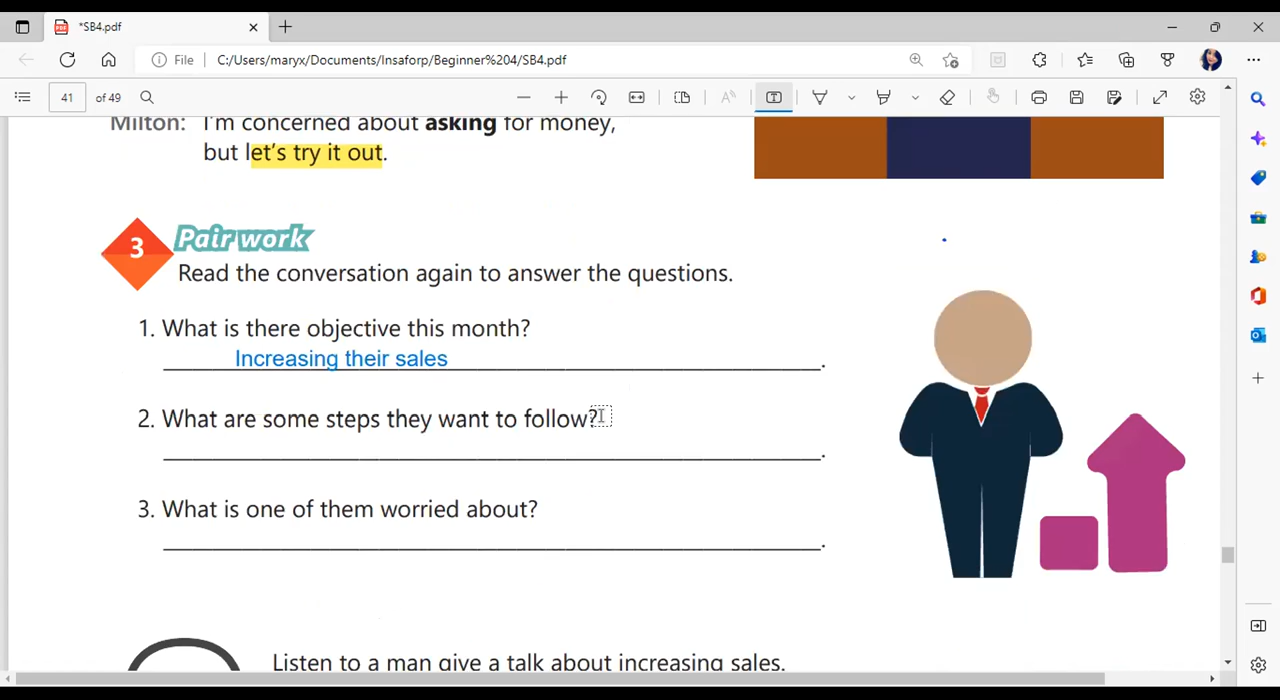 *SB4.pdf
File C:/Users/maryx/Documents/Insaforp/Beginner%204/SB4.pdf
41 of 49
Milton: I'm concerned about asking for money,
but let's try it out.
3 Pair work
Read the conversation again to answer the questions.
1. What is there objective this month?
Increasing their sales
2. What are some steps they want to follow?
3. What is one of them worried about?
Listen to a man give a talk about increasing sales.